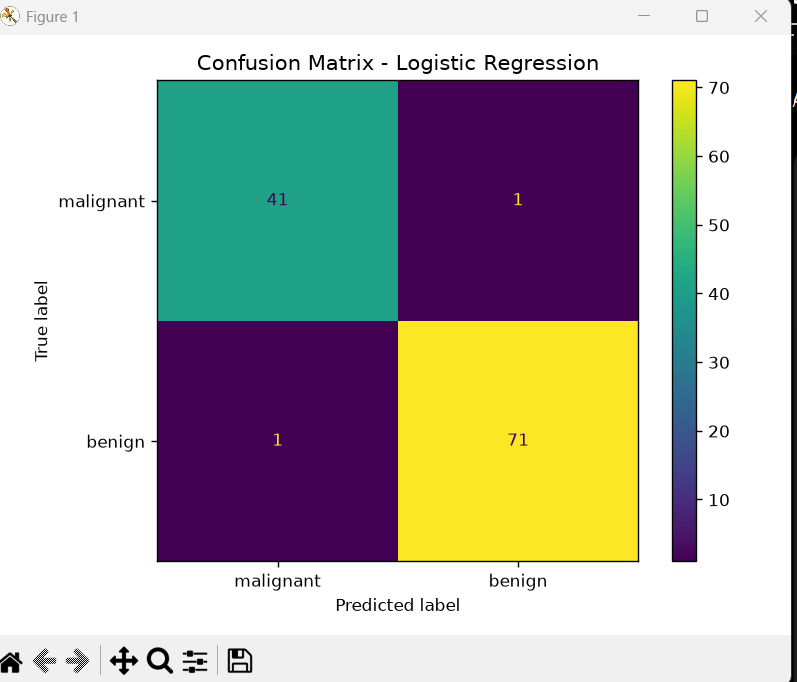 Figure 1
Confusion Matrix - Logistic Regression
malignant
41
1
benign
1
71
malignant
benign
Predicted label
True label
70
60
50
40
30
20
10